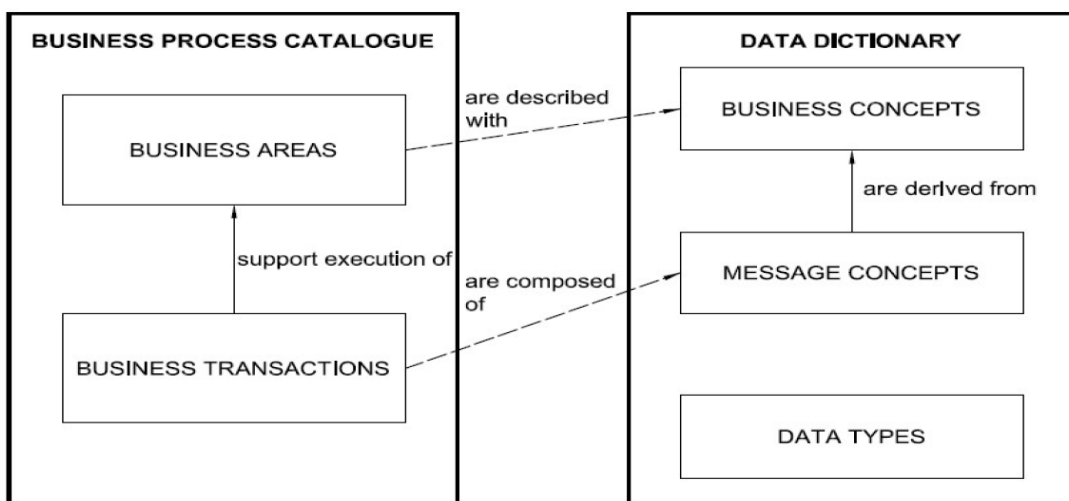 BUSINESS PROCESS CATALOGUE
BUSINESS AREAS
support execution of
BUSINESS TRANSACTIONS
are described
with
are composed
of
DATA DICTIONARY
BUSINESS CONCEPTS
are derived from
MESSAGE CONCEPTS
DATA TYPES